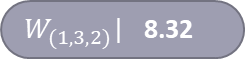 W(1,3,2) | 8.32